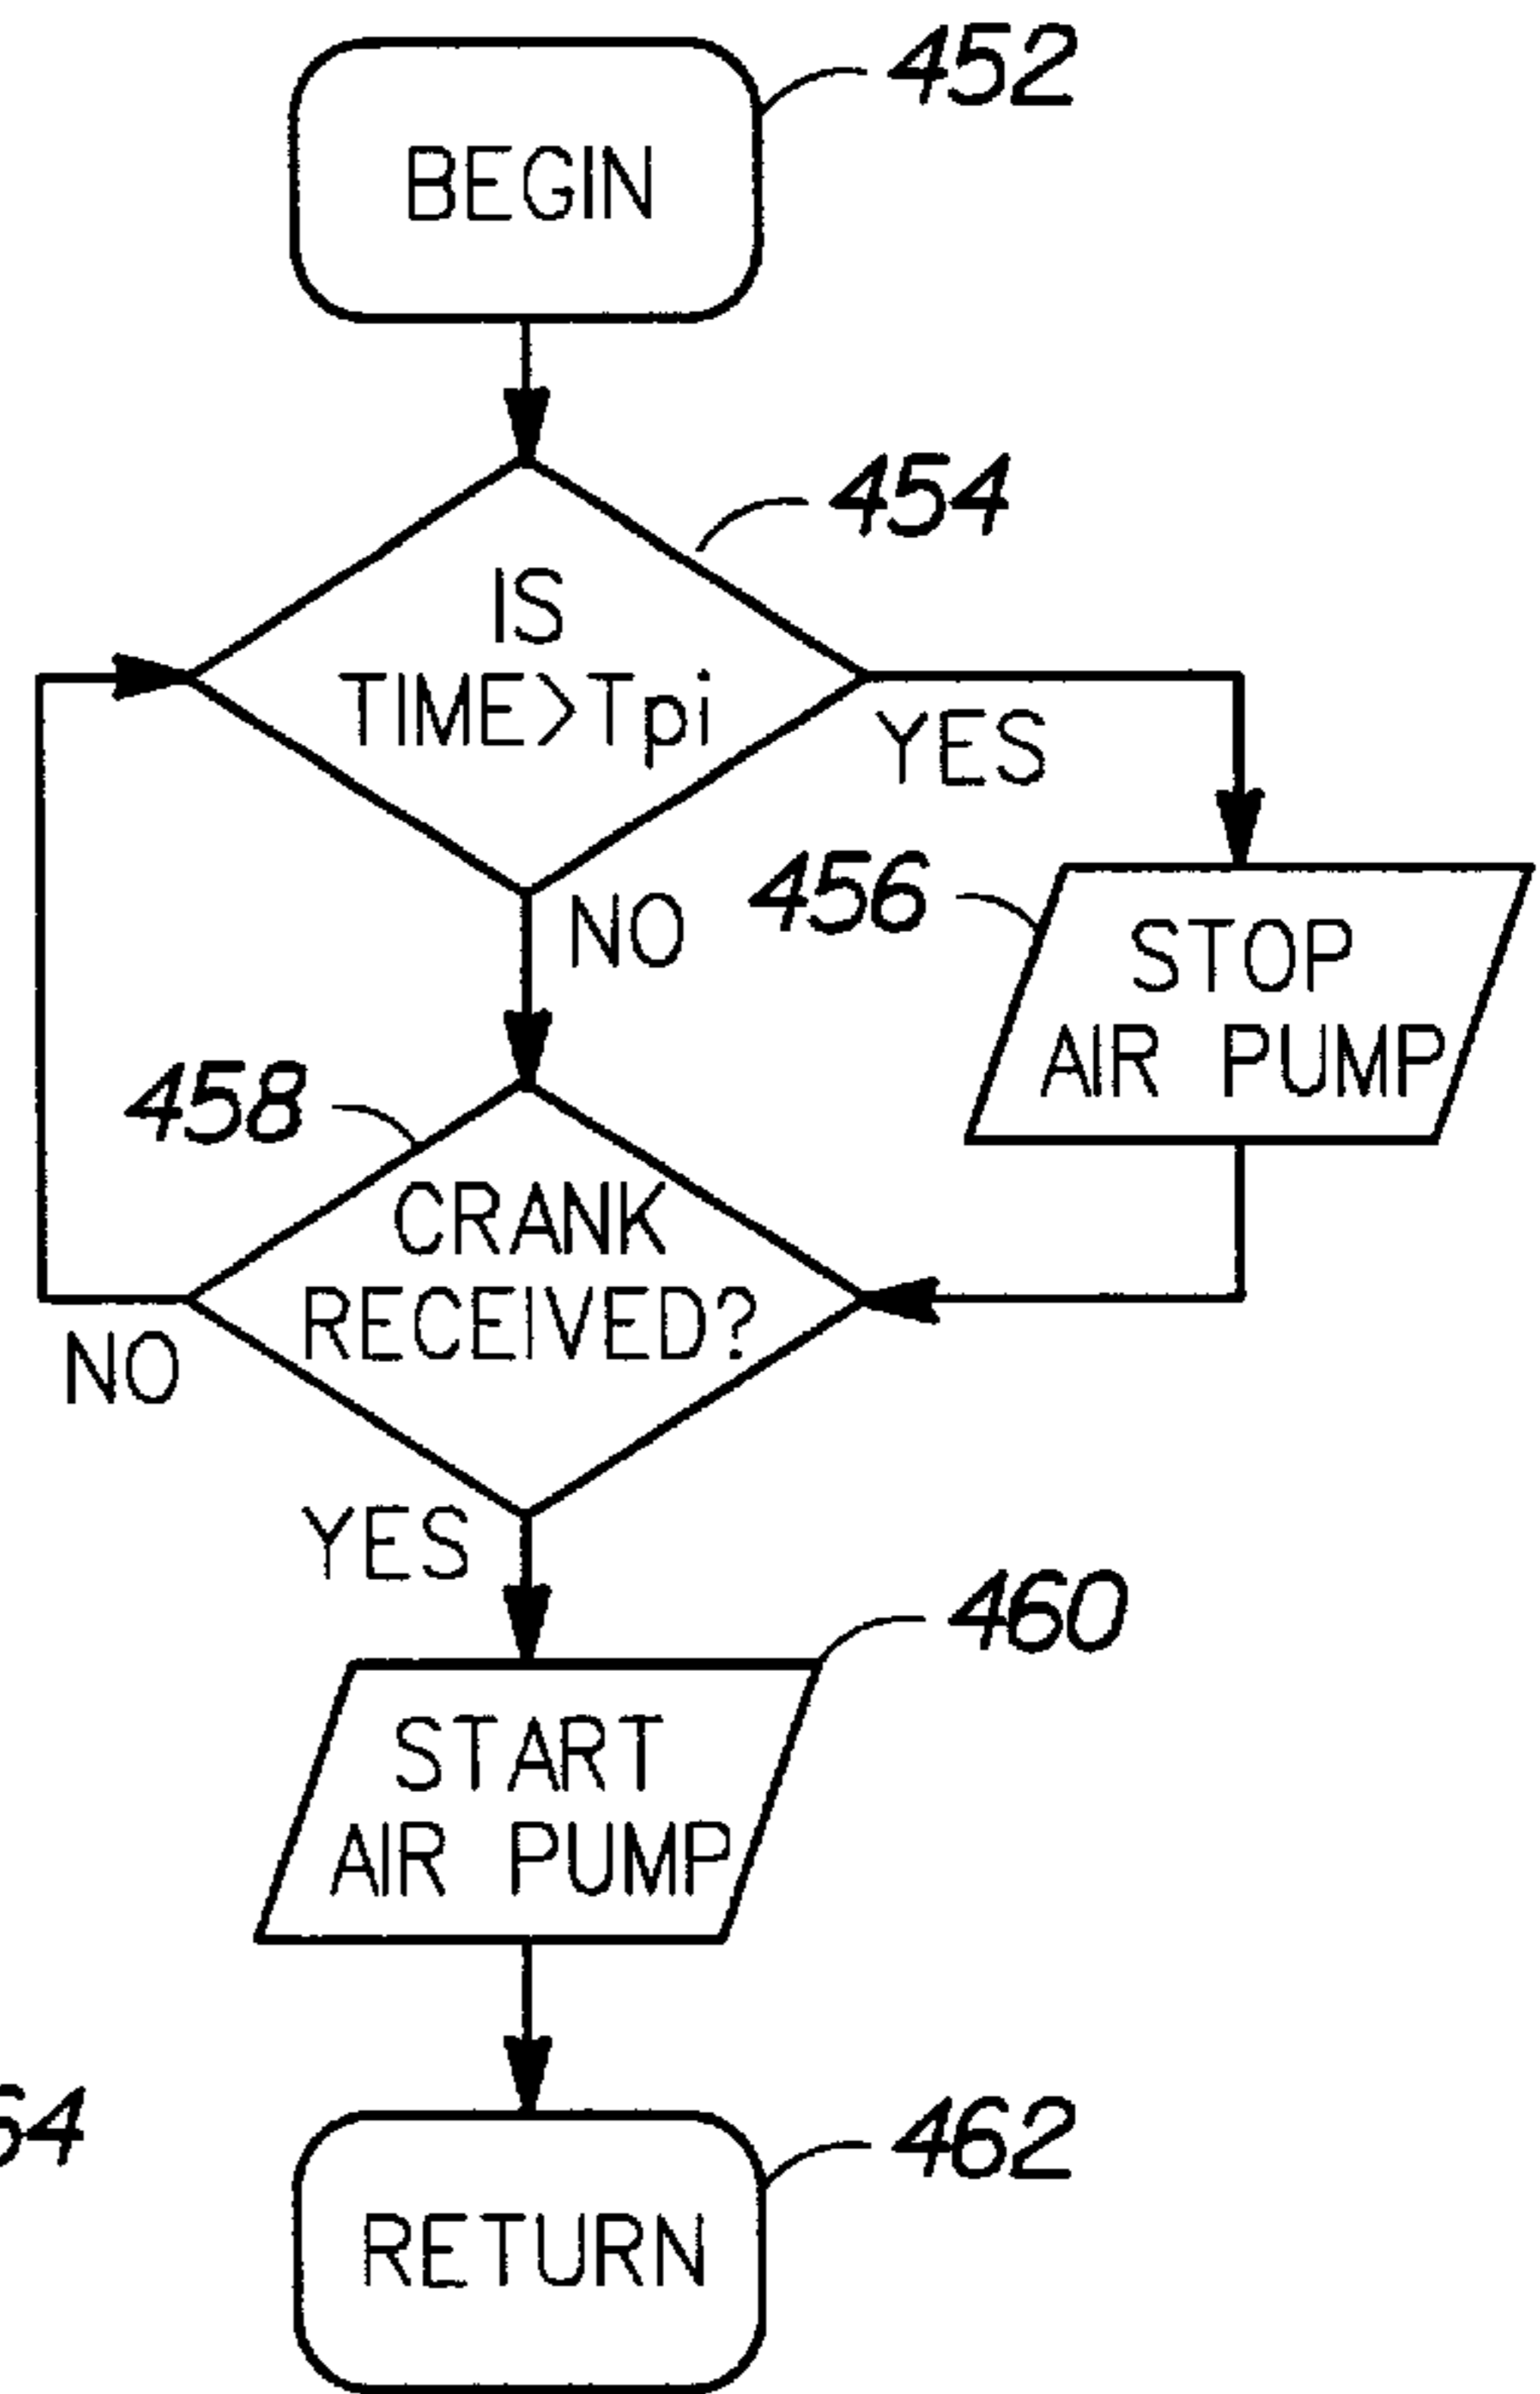 452
BEGIN
454
IS
TIME>Tpi
YES
NO
456
STOP
AIR PUMP
458
CRANK
RECEIVED?
NO
YES
460
START
AIR PUMP
462
RETURN